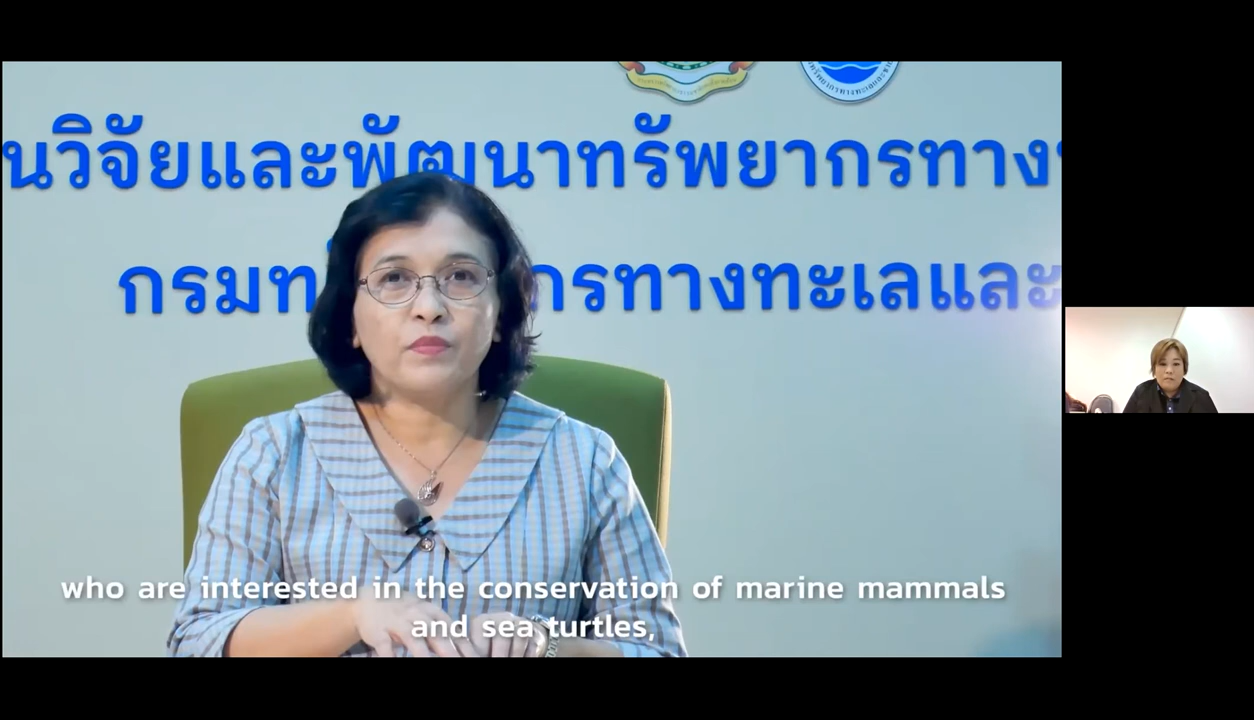 นวิจัยและพัฒนาทรัพยากรทาง
กรมท
กรทางทะเลและ
who are interested in the conservation of marine mammals
and sea turtles,